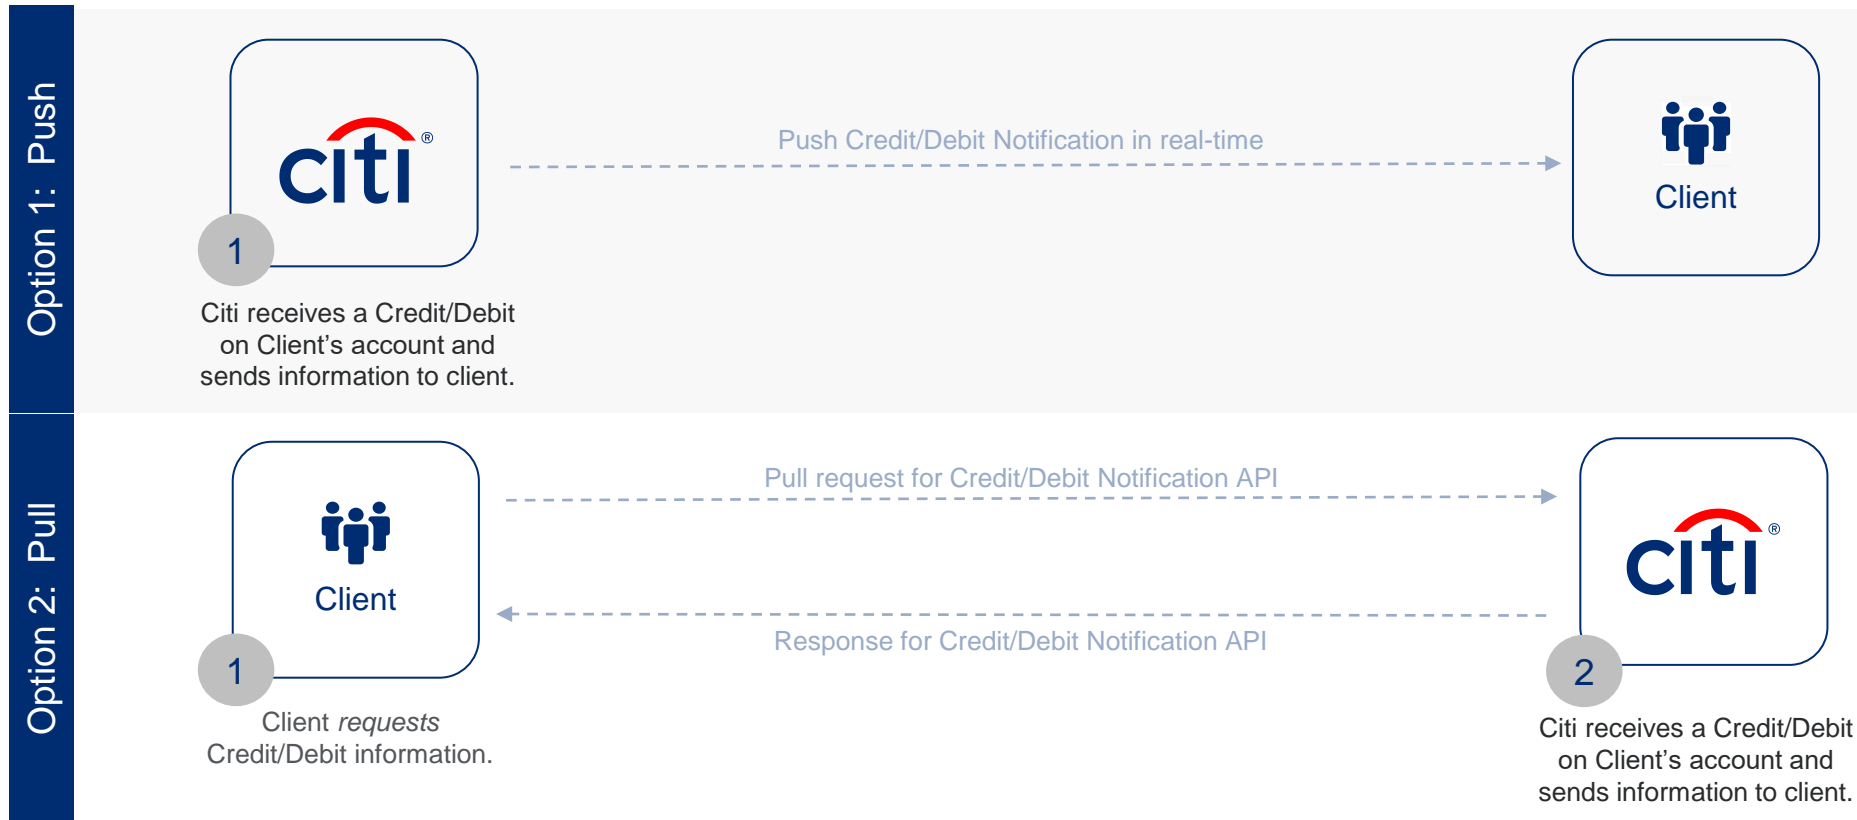 Option 1: Push
citi®
Push Credit/Debit Notification in real-time
Client
1
Citi receives a Credit/Debit
on Client’s account and
sends information to client.
Option 2: Pull
Client
Pull request for Credit/Debit Notification API
Response for Credit/Debit Notification API
citi®
1
Client requests
Credit/Debit information.
2
Citi receives a Credit/Debit
on Client’s account and
sends information to client.